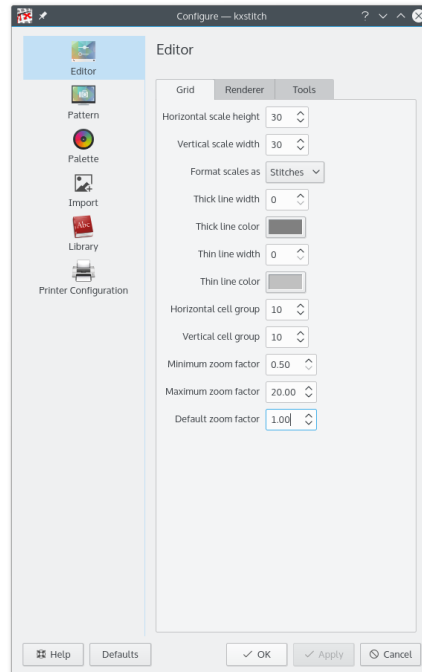 Configure — kxstitch
Editor
Editor
Pattern
Palette
Import
Abc
Library
Printer Configuration
Grid Renderer Tools
Horizontal scale height 30
Vertical scale width 30
Format scales as Stitches
Thick line width 0
Thick line color
Thin line width 0
Thin line color
Horizontal cell group 10
Vertical cell group 10
Minimum zoom factor 0.50
Maximum zoom factor 20.00
Default zoom factor 1.00
Help Defaults OK Apply Cancel